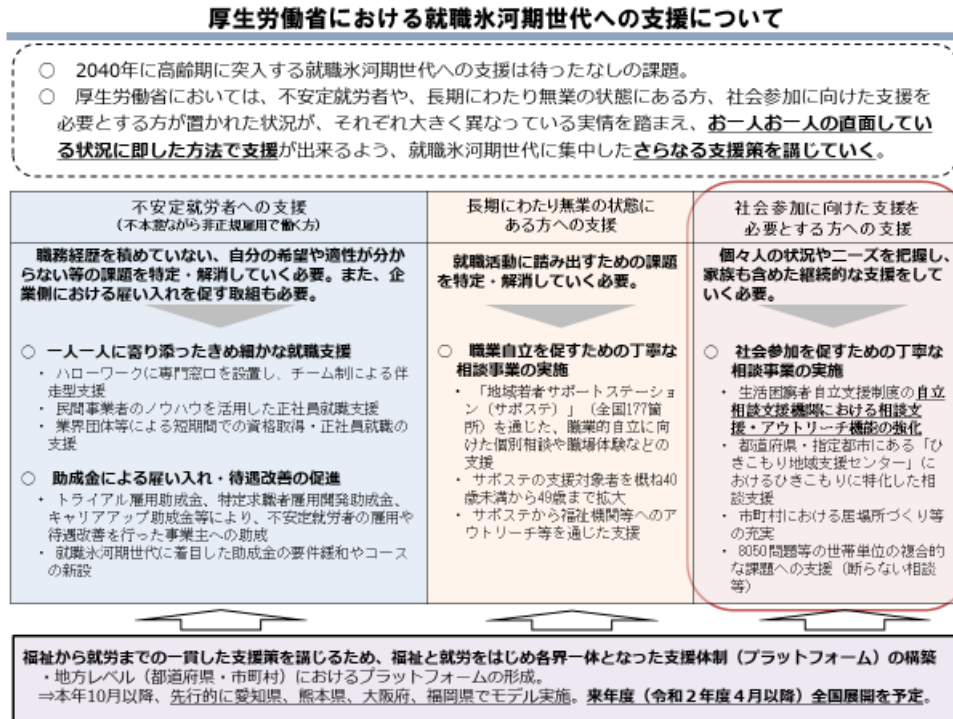 厚生労働省における就職氷河期世代への支援について
○ 2040年に高齢期に突入する就職氷河期世代への支援は待ったなしの課題。
○ 厚生労働省においては、不安定就労者や、長期にわたり無業の状態にある方、社会参加に向けた支援を
必要とする方が置かれた状況が、それぞれ大きく異なっている実情を踏まえ、お一人お一人の直面してい
る状況に即した方法で支援が出来るよう、就職氷河期世代に集中したさらなる支援策を講じていく。
不安定就労者への支援
(不本意ながら非正規雇用で働く方)
職務経歴を積めていない、自分の希望や適性が分か
らない等の課題を特定・解消していく必要。また、企
業側における雇い入れを促す取組も必要。
○ 一人一人に寄り添ったきめ細かな就職支援
・ ハローワークに専門窓口を設置し、チーム制による伴
走型支援
・ 民間事業者のノウハウを活用した正社員就職支援
・ 業界団体等による短期間での資格取得・正社員就職の
支援
○ 助成金による雇い入れ・待遇改善の促進
・ トライアル雇用助成金、特定求職者雇用開発助成金、
キャリアアップ助成金等により、不安定就労者の雇用や
待遇改善を行った事業主への助成
・ 就職氷河期世代に着目した助成金の要件緩和やコース
の新設
長期にわたり無業の状態に
ある方への支援
就職活動に踏み出すための課題
を特定・解消していく必要。
○ 職業自立を促すための丁寧な
相談事業の実施
・ 「地域若者サポートステーショ
ン（サポステ）」（全国177箇
所）を通じた、職業的自立に向
けた個別相談や職場体験などの
支援
・ サポステの支援対象者を概ね40
歳未満から49歳まで拡大
・ サポステから福祉機関等へのア
ウトリーチ等を通じた支援
社会参加に向けた支援を
必要とする方への支援
個々人の状況やニーズを把握し、
家族も含めた継続的な支援をして
いく必要。
○ 社会参加を促すための丁寧な
相談事業の実施
・ 生活困窮者自立支援制度の自立
相談支援機関における相談支
援・アウトリーチ機能の強化
・ 都道府県・指定都市にある「ひ
きこもり地域支援センター」に
おけるひきこもりに特化した相
談支援
・ 市町村における居場所づくり等
の充実
・ 8050問題等の世帯単位の複合的
な課題への支援（断らない相談
等）
福祉から就労までの一貫した支援策を講じるため、福祉と就労をはじめ各界一体となった支援体制（プラットフォーム）の構築
・地方レベル（都道府県・市町村）におけるプラットフォームの形成。
⇒本年10月以降、先行的に愛知県、熊本県、大阪府、福岡県でモデル実施。来年度（令和２年度４月以降）全国展開を予定。